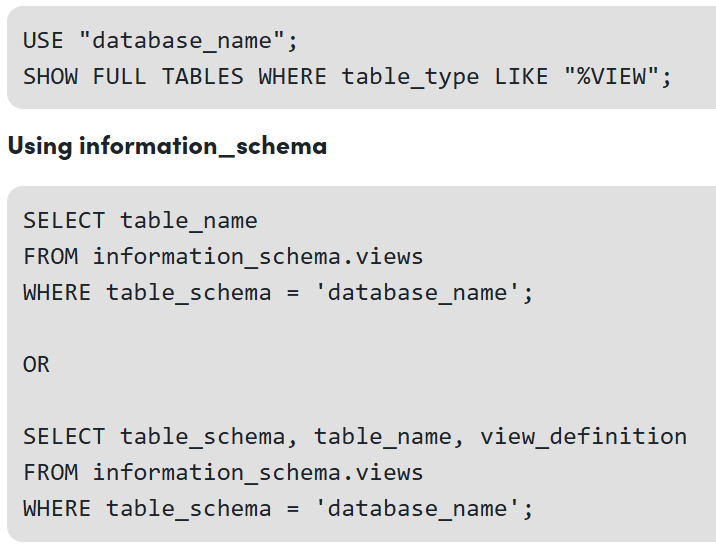 USE "database_name";
SHOW FULL TABLES WHERE table_type LIKE "%VIEW";
Using information_schema
SELECT table_name
FROM information_schema.views
WHERE table_schema = 'database_name';
OR
SELECT table_schema, table_name, view_definition
FROM information_schema.views
WHERE table_schema = 'database_name';